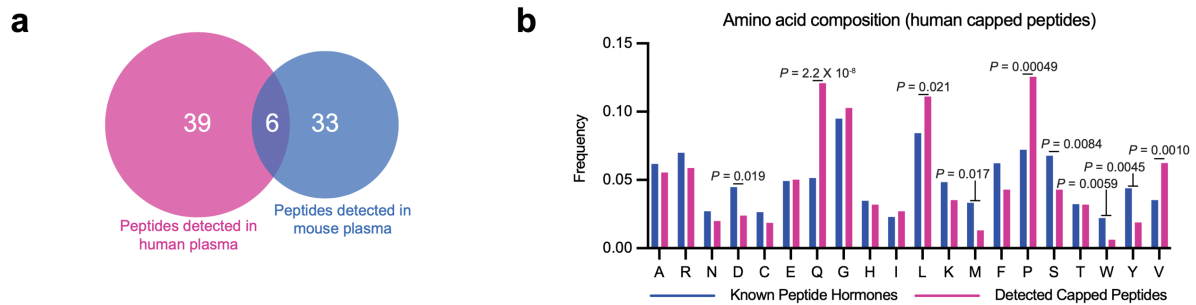 a
39
6
33
Peptides detected in
human plasma
Peptides detected in
mouse plasma
b
Amino acid composition (human capped peptides)
Frequency
0.15
0.10
0.05
0.00
P = 0.019
P = 2.2 X 10⁻⁸
P = 0.021
P = 0.017
P = 0.00049
P = 0.0084
P = 0.0059
P = 0.0045
P = 0.0010
A R N D C E Q G H I L K M F P S T W Y V
Known Peptide Hormones
Detected Capped Peptides